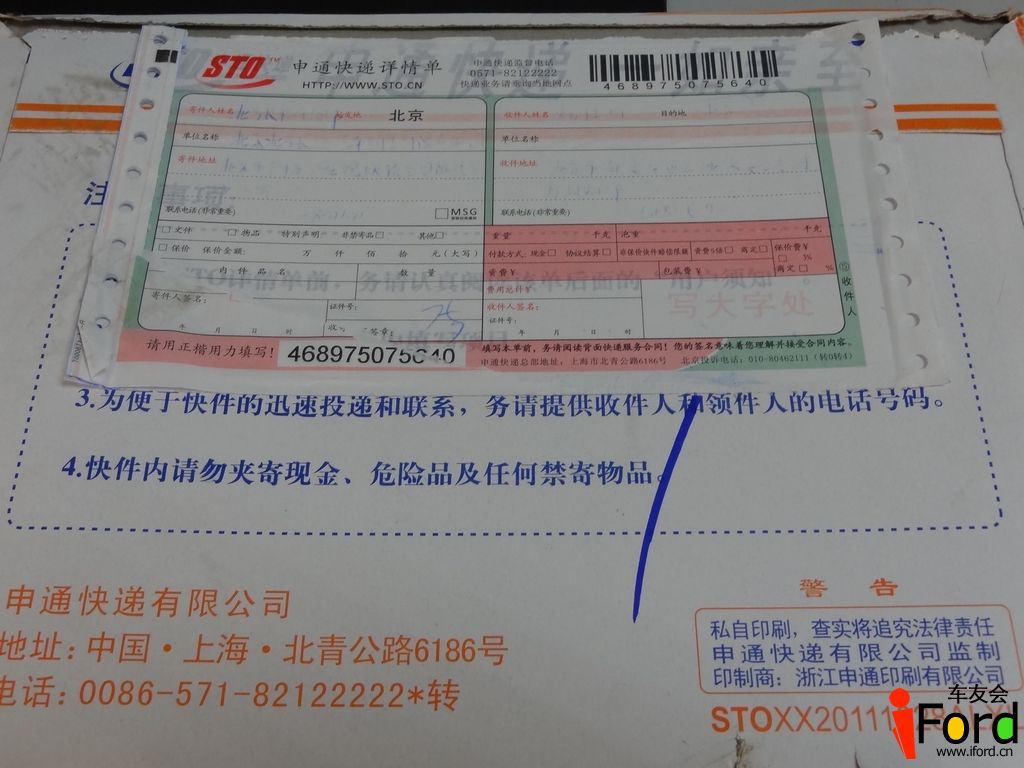 STO™ 申通快递详情单
HTTP://WWW.STO.CN
申通快递监督电话
0571-82122222
快递业务请垂询当地网点
468975075640
寄件人姓名 始发地 北京
收件人姓名 目的地
单位名称
单位名称
寄件地址
收件地址
联系电话(非常重要) MSG
联系电话(非常重要)
文件 物品 特别声明 非禁寄品 其他
重量 千克 泡重 千克
保价 保价金额: 万 仟 佰 拾 元(大写)
付款方式: 现金 协议结算 非保价快件赔偿限额 资费5倍 商定
保价费¥
3%
商定 %
内件品名 数量
资费¥ 包装费¥
费用总计¥
寄件人签名:
证件号:
收件人签名:
证件号:
写大字处
年 月 日 时
年 月 日 时
⑤收件人
请用正楷用力填写!
468975075640
填写本单前,务请阅读背面快递服务合同! 您的签名意味着您理解并接受合同内容。
申通快递总部地址: 上海市北青公路6186号 北京投诉电话: 010-80462111 (转0转4)
3.为便于快件的迅速投递和联系，务请提供收件人和领件人的电话号码。
4.快件内请勿夹寄现金、危险品及任何禁寄物品。
申通快递有限公司
地址: 中国·上海·北青公路6186号
电话: 0086-571-82122222*转
警 告
私自印刷，查实将追究法律责任
申通快递有限公司监制
印制商: 浙江申通印刷有限公司
STOXX20111
车友会
iFord
www.iford.cn